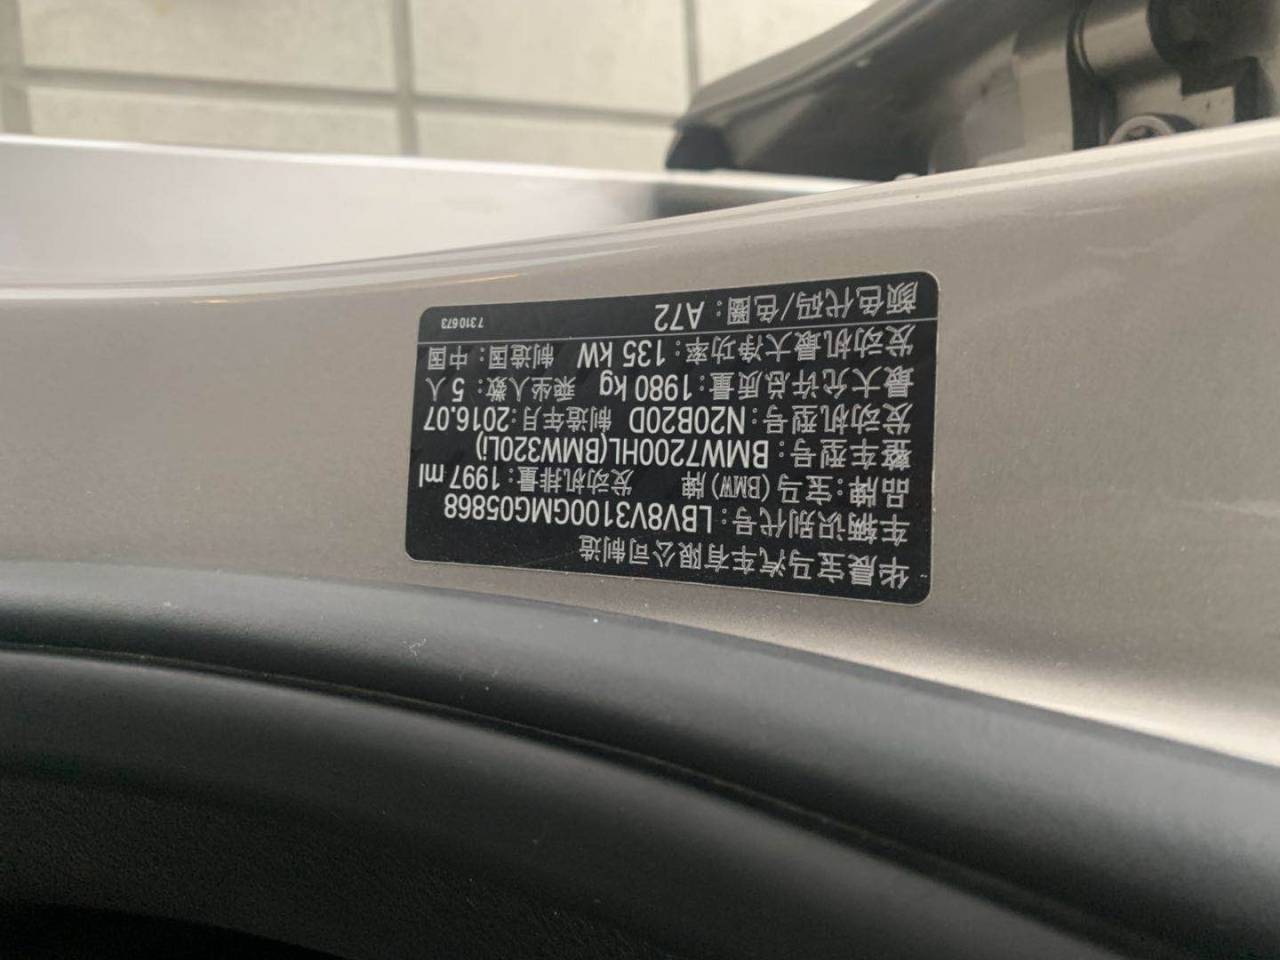 华晨宝马汽车有限公司制造
车辆识别代号：LBV8V3100GMG05868
品牌：宝马(BMW)牌 发动机排量：1997 ml
整车型号：BMW7200HL(BMW320Li)
发动机型号：N20B20D 制造年月：2016.07
最大允许总质量：1980 kg 乘坐人数：5 人
发动机最大净功率：135 kW 制造国：中国
颜色代码/色圈：A72 7310673